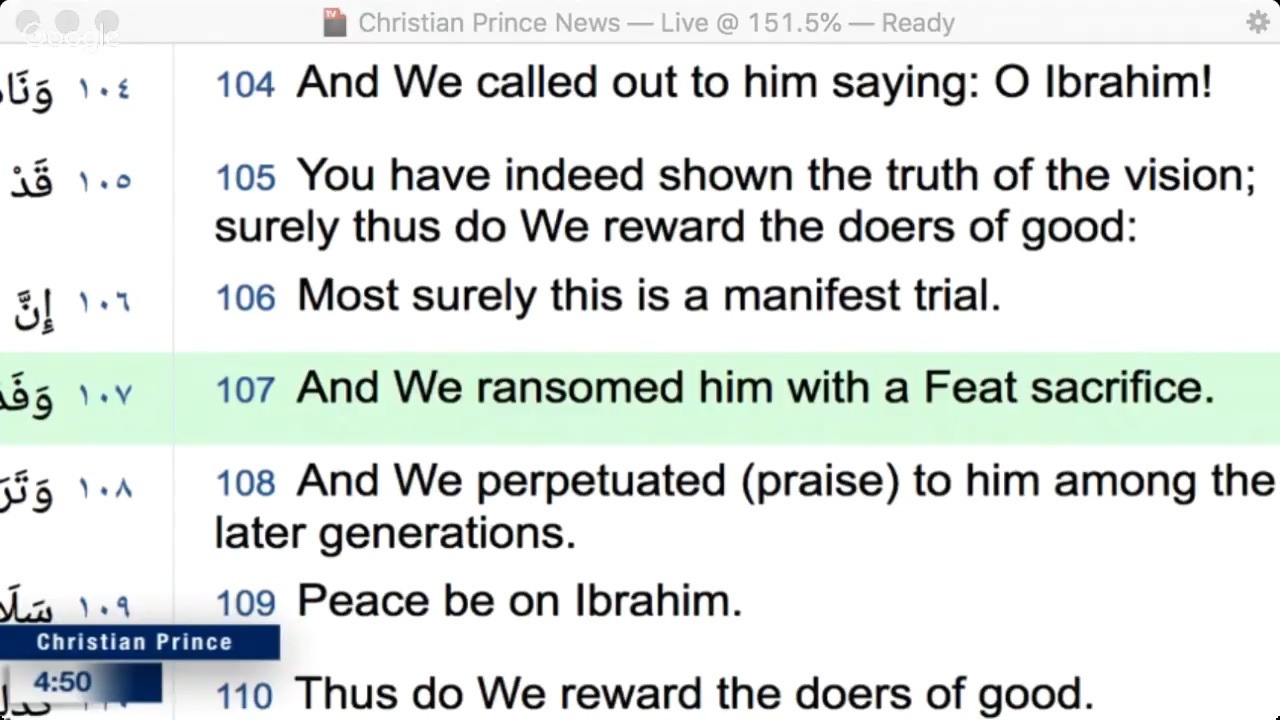 Google
Christian Prince News — Live @ 151.5% — Ready
١٠٤ 104 And We called out to him saying: O Ibrahim!
قَدْ ١٠٥ 105 You have indeed shown the truth of the vision;
surely thus do We reward the doers of good:
إِنَّ ١٠٦ 106 Most surely this is a manifest trial.
١٠٧ 107 And We ransomed him with a Feat sacrifice.
١٠٨ 108 And We perpetuated (praise) to him among the
later generations.
١٠٩ 109 Peace be on Ibrahim.
Christian Prince
4:50
110 Thus do We reward the doers of good.